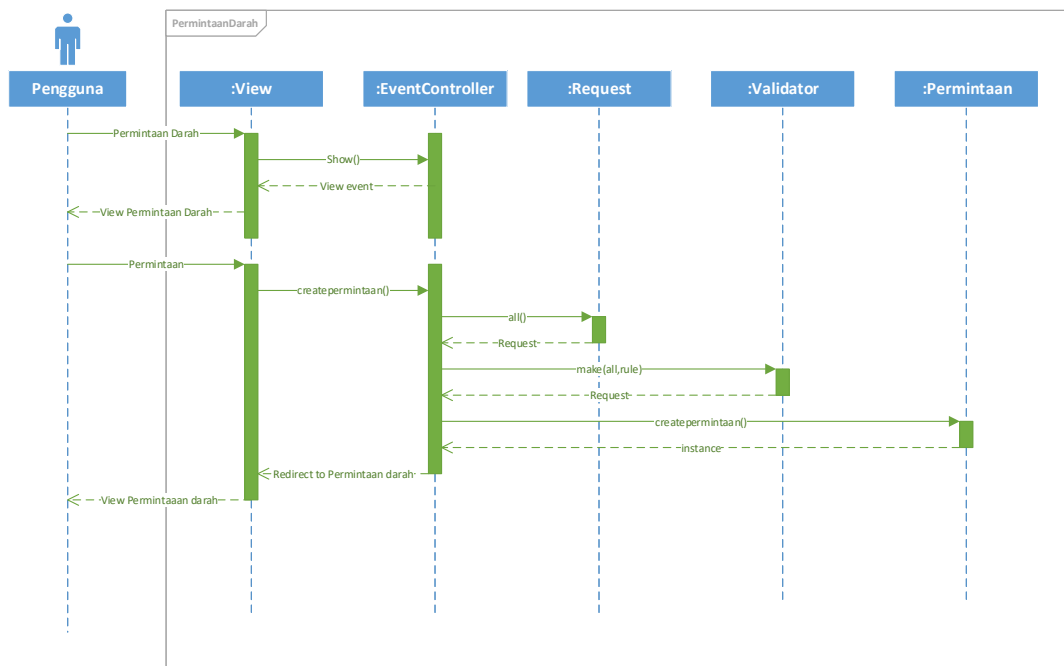 PermintaanDarah
Pengguna
:View
:EventController
:Request
:Validator
:Permintaan
Permintaan Darah
Show()
View event
View Permintaan Darah
Permintaan
createpermintaan()
all()
Request
make(all,rule)
Request
createpermintaan()
instance
Redirect to Permintaan darah
View Permintaaan darah